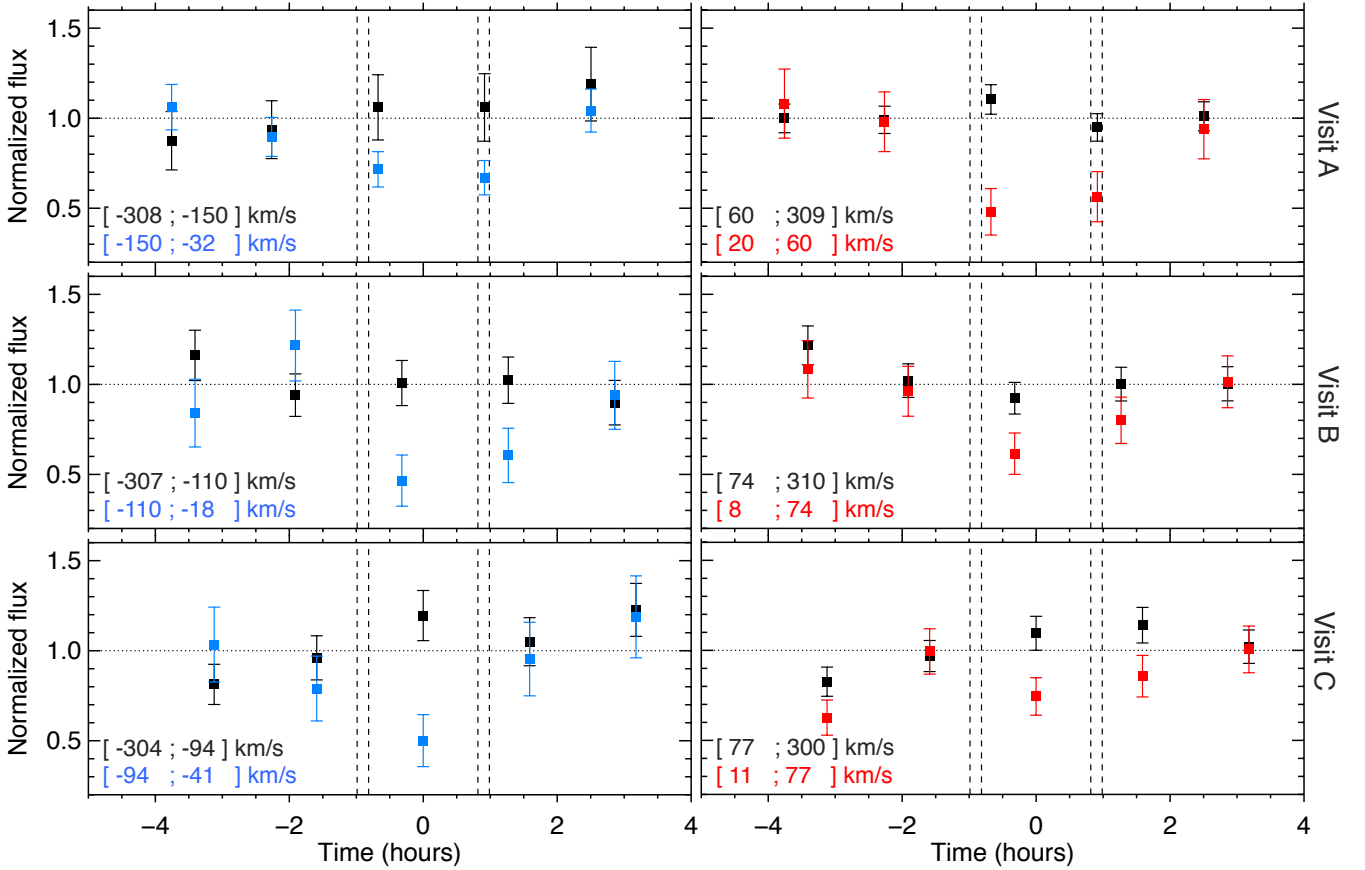 1.5
1.0
0.5
Normalized flux
[ -308 ; -150 ] km/s
[ -150 ; -32 ] km/s
[ 60 ; 309 ] km/s
[ 20 ; 60 ] km/s
Visit A
1.5
1.0
0.5
Normalized flux
[ -307 ; -110 ] km/s
[ -110 ; -18 ] km/s
[ 74 ; 310 ] km/s
[ 8 ; 74 ] km/s
Visit B
1.5
1.0
0.5
Normalized flux
[ -304 ; -94 ] km/s
[ -94 ; -41 ] km/s
[ 77 ; 300 ] km/s
[ 11 ; 77 ] km/s
Visit C
−4 −2 0 2 4
−4 −2 0 2 4
Time (hours)
Time (hours)